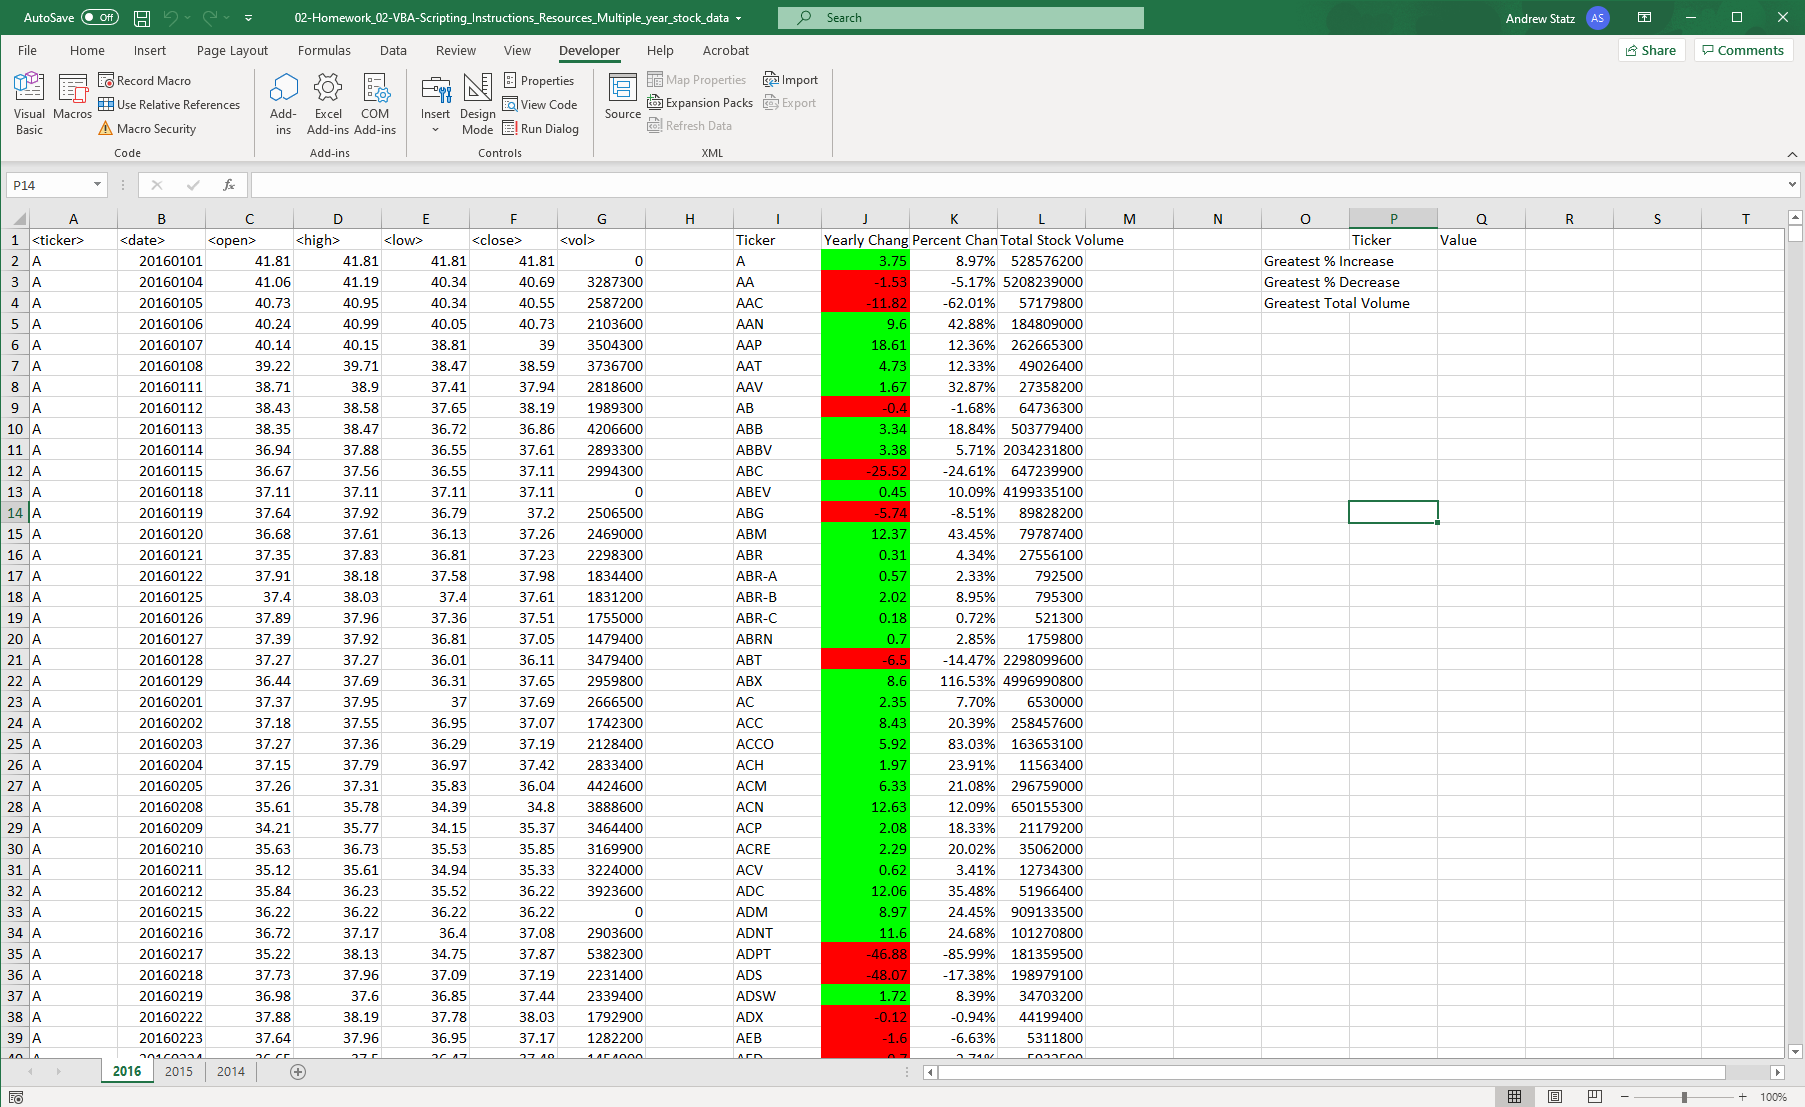 AutoSave Off 02-Homework_02-VBA-Scripting_Instructions_Resources_Multiple_year_stock_data Search Andrew Statz AS
File Home Insert Page Layout Formulas Data Review View Developer Help Acrobat Share Comments
Visual Basic
Macros
Record Macro
Use Relative References
Macro Security
Code
Add-ins
Excel Add-ins
COM Add-ins
Add-ins
Insert
Design Mode
Properties
View Code
Run Dialog
Controls
Source
Map Properties
Expansion Packs
Refresh Data
Import
Export
XML
P14 fx
A B C D E F G H I J K L M N O P Q R S T
1 <ticker> <date> <open> <high> <low> <close> <vol> Ticker Yearly Chang Percent Chan Total Stock Volume Ticker Value
2 A 20160101 41.81 41.81 41.81 41.81 0 A 3.75 8.97% 528576200 Greatest % Increase
3 A 20160104 41.06 41.19 40.34 40.69 3287300 AA -1.53 -5.17% 5208239000 Greatest % Decrease
4 A 20160105 40.73 40.95 40.34 40.55 2587200 AAC -11.82 -62.01% 57179800 Greatest Total Volume
5 A 20160106 40.24 40.99 40.05 40.73 2103600 AAN 9.6 42.88% 184809000
6 A 20160107 40.14 40.15 38.81 39 3504300 AAP 18.61 12.36% 262665300
7 A 20160108 39.22 39.71 38.47 38.59 3736700 AAT 4.73 12.33% 49026400
8 A 20160111 38.71 38.9 37.41 37.94 2818600 AAV 1.67 32.87% 27358200
9 A 20160112 38.43 38.58 37.65 38.19 1989300 AB -0.4 -1.68% 64736300
10 A 20160113 38.35 38.47 36.72 36.86 4206600 ABB 3.34 18.84% 503779400
11 A 20160114 36.94 37.88 36.55 37.61 2893300 ABBV 3.38 5.71% 2034231800
12 A 20160115 36.67 37.56 36.55 37.11 2994300 ABC -25.52 -24.61% 647239900
13 A 20160118 37.11 37.11 37.11 37.11 0 ABEV 0.45 10.09% 4199335100
14 A 20160119 37.64 37.92 36.79 37.2 2506500 ABG -5.74 -8.51% 89828200
15 A 20160120 36.68 37.61 36.13 37.26 2469000 ABM 12.37 43.45% 79787400
16 A 20160121 37.35 37.83 36.81 37.23 2298300 ABR 0.31 4.34% 27556100
17 A 20160122 37.91 38.18 37.58 37.98 1834400 ABR-A 0.57 2.33% 792500
18 A 20160125 37.4 38.03 37.4 37.61 1831200 ABR-B 2.02 8.95% 795300
19 A 20160126 37.89 37.96 37.36 37.51 1755000 ABR-C 0.18 0.72% 521300
20 A 20160127 37.39 37.92 36.81 37.05 1479400 ABRN 0.7 2.85% 1759800
21 A 20160128 37.27 37.27 36.01 36.11 3479400 ABT -6.5 -14.47% 2298099600
22 A 20160129 36.44 37.69 36.31 37.65 2959800 ABX 8.6 116.53% 4996990800
23 A 20160201 37.37 37.95 37 37.69 2666500 AC 2.35 7.70% 6530000
24 A 20160202 37.18 37.55 36.95 37.07 1742300 ACC 8.43 20.39% 258457600
25 A 20160203 37.27 37.36 36.29 37.19 2128400 ACCO 5.92 83.03% 163653100
26 A 20160204 37.15 37.79 36.97 37.42 2833400 ACH 1.97 23.91% 11563400
27 A 20160205 37.26 37.31 35.83 36.04 4424600 ACM 6.33 21.08% 296759000
28 A 20160208 35.61 35.78 34.39 34.8 3888600 ACN 12.63 12.09% 650155300
29 A 20160209 34.21 35.77 34.15 35.37 3464400 ACP 2.08 18.33% 21179200
30 A 20160210 35.63 36.73 35.53 35.85 3169900 ACRE 2.29 20.02% 35062000
31 A 20160211 35.12 35.61 34.94 35.33 3224000 ACV 0.62 3.41% 12734300
32 A 20160212 35.84 36.23 35.52 36.22 3923600 ADC 12.06 35.48% 51966400
33 A 20160215 36.22 36.22 36.22 36.22 0 ADM 8.97 24.45% 909133500
34 A 20160216 36.72 37.17 36.4 37.08 2903600 ADNT 11.6 24.68% 101270800
35 A 20160217 35.22 38.13 34.75 37.87 5382300 ADPT -46.88 -85.99% 181359500
36 A 20160218 37.73 37.96 37.09 37.19 2231400 ADS -48.07 -17.38% 198979100
37 A 20160219 36.98 37.6 36.85 37.44 2339400 ADSW 1.72 8.39% 34703200
38 A 20160222 37.88 38.19 37.78 38.03 1792900 ADX -0.12 -0.94% 44199400
39 A 20160223 37.64 37.96 36.95 37.17 1282200 AEB -1.6 -6.63% 5311800
2016 2015 2014
100%